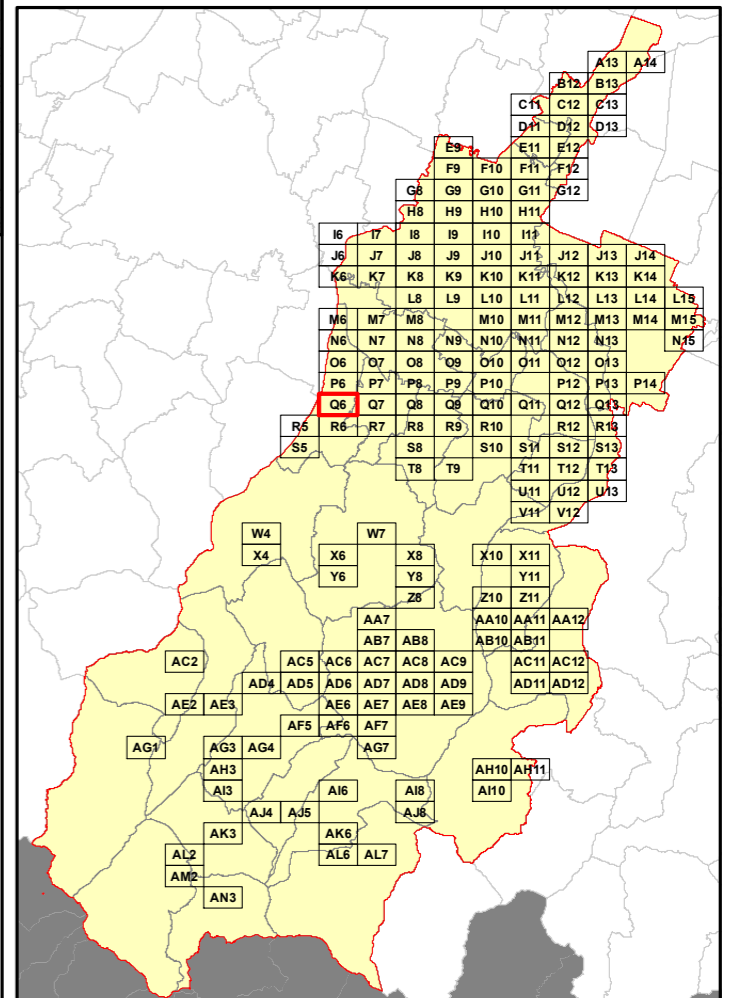 A13 A14
B12 B13
C11 C12 C13
D11 D12 D13
E9 E11 E12
F9 F10 F11 F12
G8 G9 G10 G11 G12
H8 H9 H10 H11
I6 I7 I8 I9 I10 I11
J6 J7 J8 J9 J10 J11 J12 J13 J14
K6 K7 K8 K9 K10 K11 K12 K13 K14
L8 L9 L10 L11 L12 L13 L14 L15
M6 M7 M8 M10 M11 M12 M13 M14 M15
N6 N7 N8 N9 N10 N11 N12 N13 N15
O6 O7 O8 O9 O10 O11 O12 O13
P6 P7 P8 P9 P10 P12 P13 P14
Q6 Q7 Q8 Q9 Q10 Q11 Q12 Q13
R5 R6 R7 R8 R9 R10 R12 R13
S5 S8 S10 S11 S12 S13
T8 T9 T11 T12 T13
U11 U12 U13
V11 V12
W4 W7
X4 X6 X8 X10 X11
Y6 Y8 Y11
Z8 Z10 Z11
AA7 AA10 AA11 AA12
AB7 AB8 AB10 AB11
AC2 AC5 AC6 AC7 AC8 AC9 AC11 AC12
AD4 AD5 AD6 AD7 AD8 AD9 AD11 AD12
AE2 AE3 AE6 AE7 AE8 AE9
AF5 AF6 AF7
AG1 AG3 AG4 AG7
AH3 AH10 AH11
AI3 AI6 AI8 AI10
AJ4 AJ5 AJ8
AK3 AK6
AL2 AL6 AL7
AM2
AN3